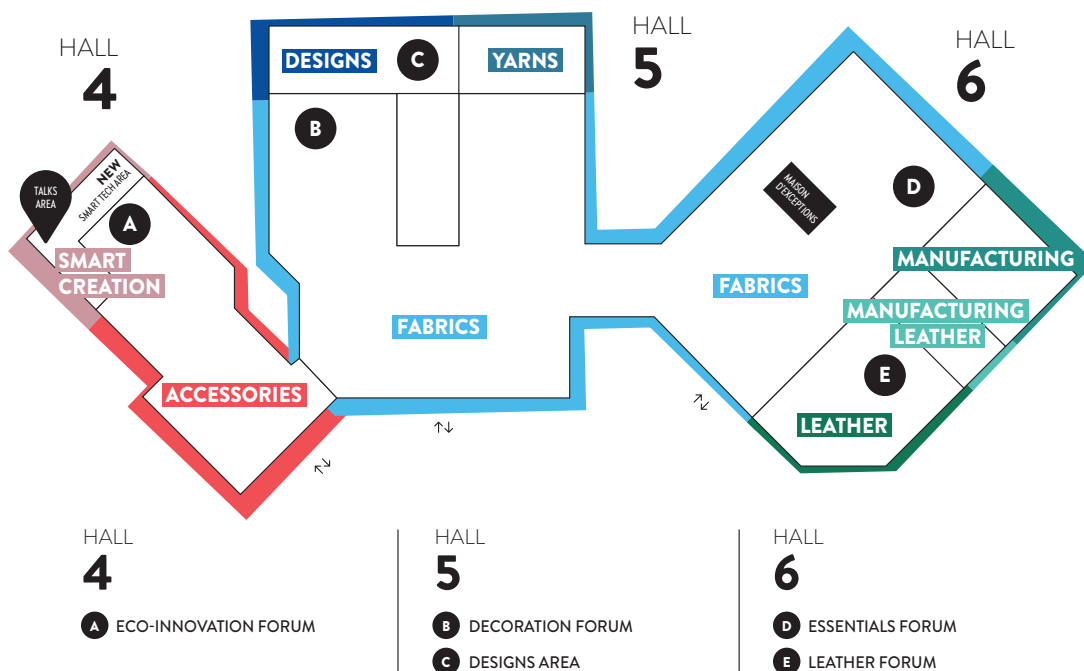 HALL
4
HALL
5
HALL
6
DESIGNS
C
YARNS
B
TALKS
AREA
NEW
SMART TECH AREA
A
SMART
CREATION
ACCESSORIES
FABRICS
MAISON
D'EXCEPTIONS
D
FABRICS
MANUFACTURING
MANUFACTURING
LEATHER
E
LEATHER
HALL
4
A ECO-INNOVATION FORUM
HALL
5
B DECORATION FORUM
C DESIGNS AREA
HALL
6
D ESSENTIALS FORUM
E LEATHER FORUM